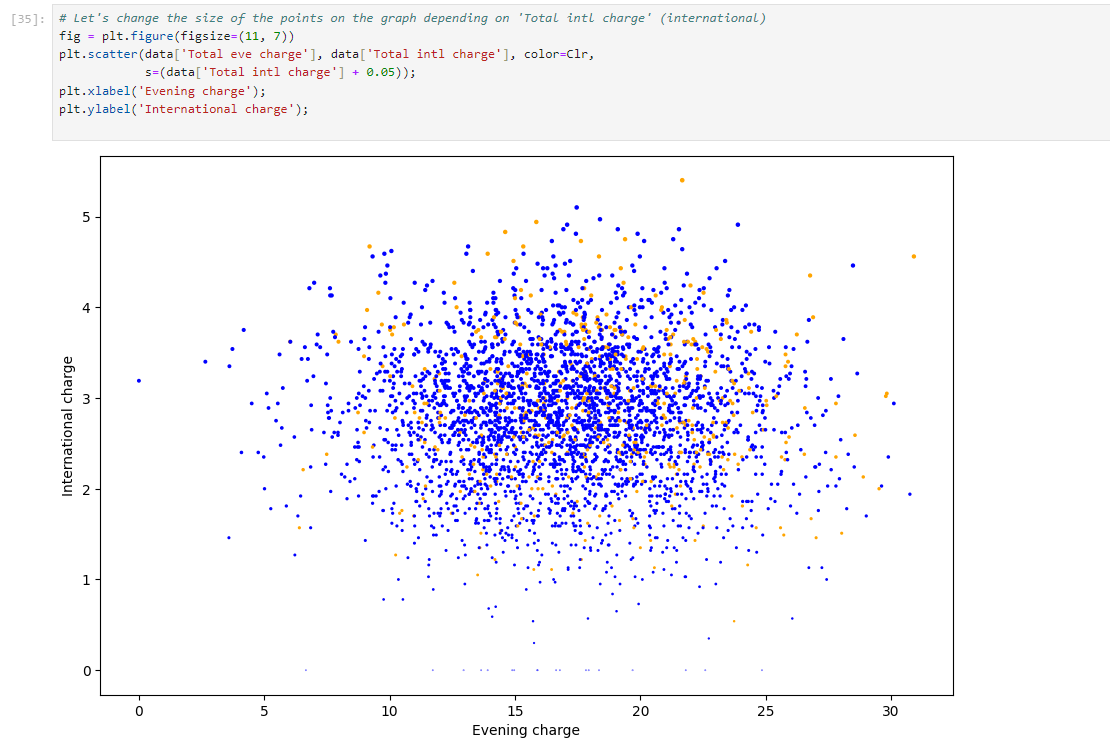 [35]:
# Let's change the size of the points on the graph depending on 'Total intl charge' (international)
fig = plt.figure(figsize=(11, 7))
plt.scatter(data['Total eve charge'], data['Total intl charge'], color=Clr,
s=(data['Total intl charge'] + 0.05));
plt.xlabel('Evening charge');
plt.ylabel('International charge');
International charge
5
4
3
2
1
0
0 5 10 15 20 25 30
Evening charge